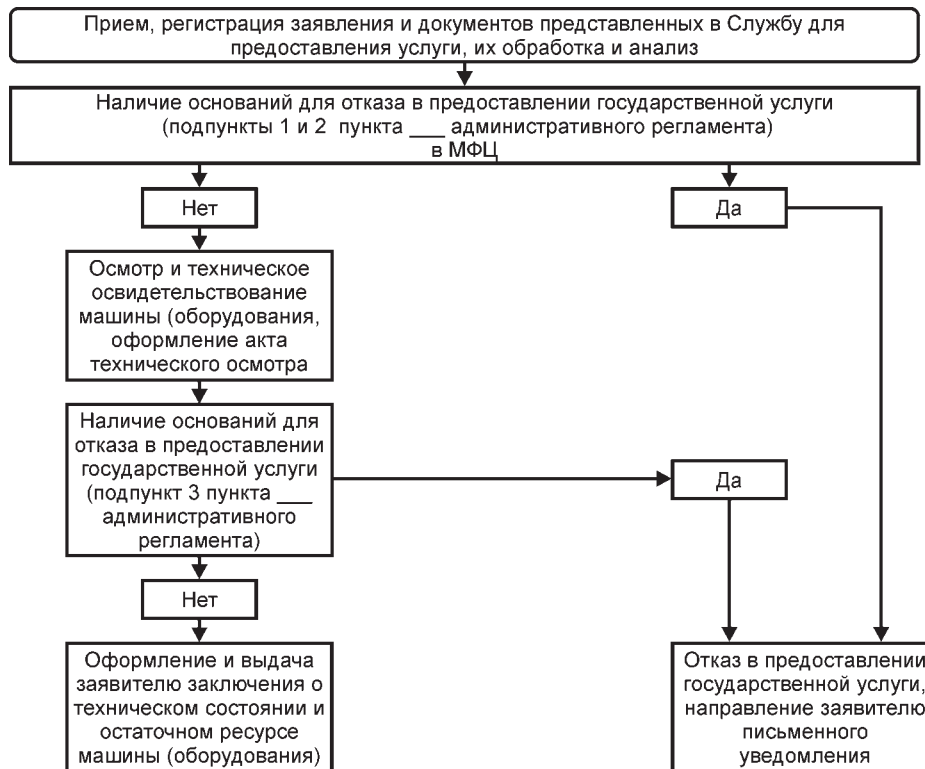 Прием, регистрация заявления и документов представленных в Службу для
предоставления услуги, их обработка и анализ
Наличие оснований для отказа в предоставлении государственной услуги
(подпункты 1 и 2 пункта ___ административного регламента)
в МФЦ
Нет
Да
Осмотр и техническое
освидетельствование
машины (оборудования,
оформление акта
технического осмотра
Наличие оснований для
отказа в предоставлении
государственной услуги
(подпункт 3 пункта ___
административного
регламента)
Да
Нет
Оформление и выдача
заявителю заключения о
техническом состоянии и
остаточном ресурсе
машины (оборудования)
Отказ в предоставлении
государственной услуги,
направление заявителю
письменного
уведомления